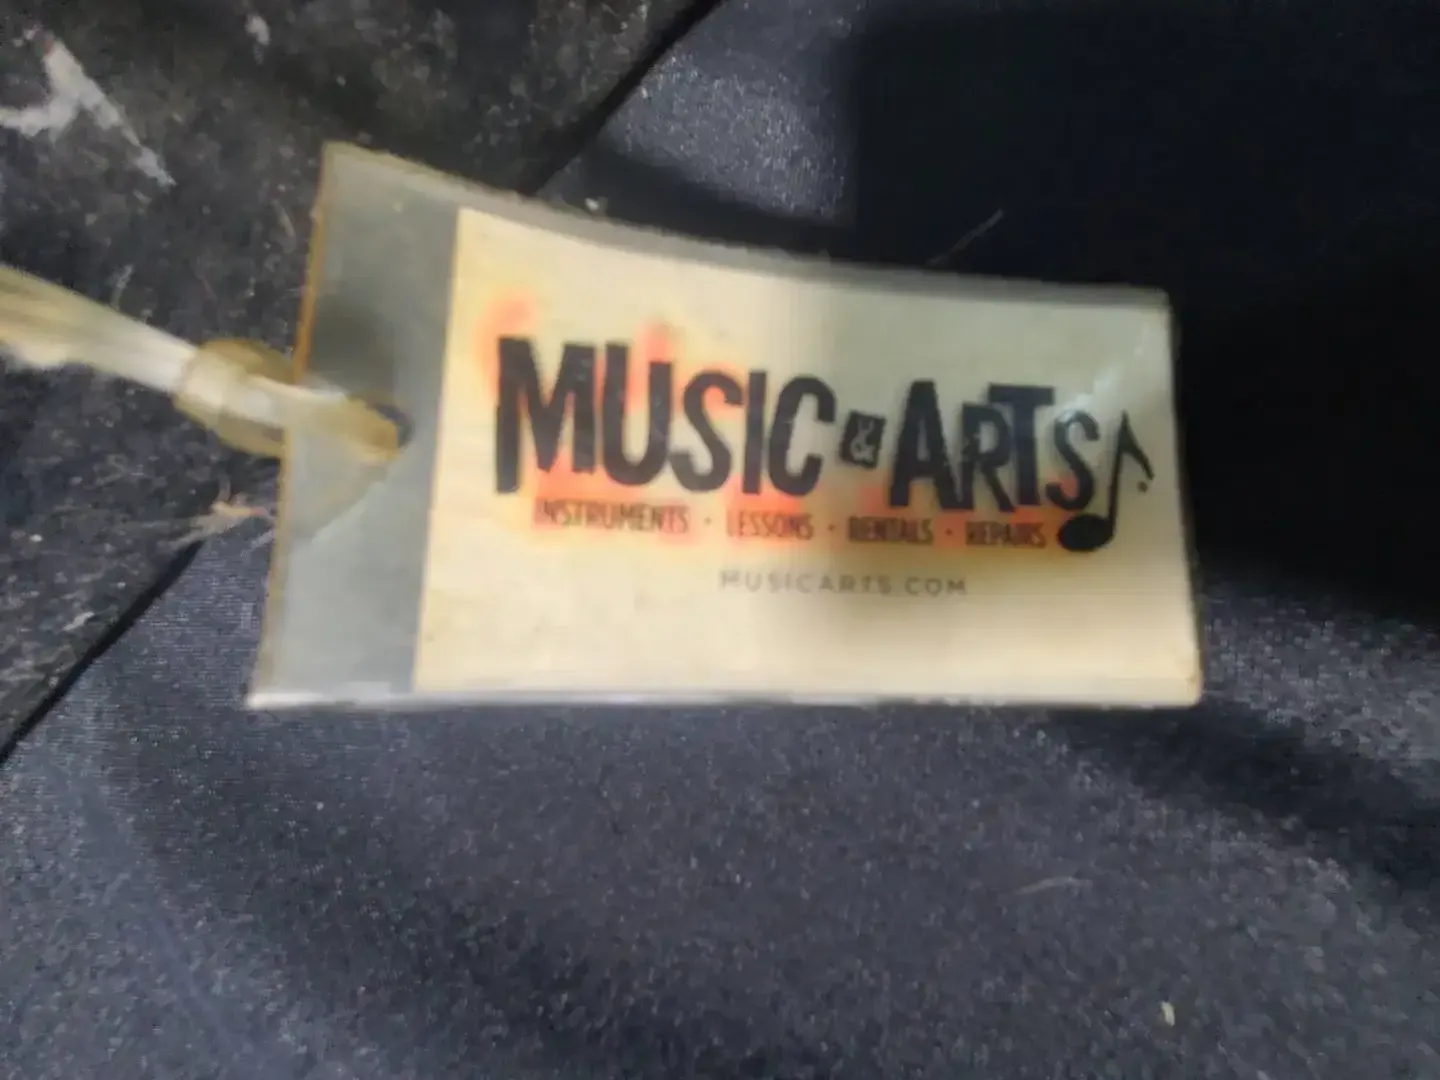 MUSIC & ARTS
INSTRUMENTS · LESSONS · RENTALS · REPAIRS
MUSICARTS.COM